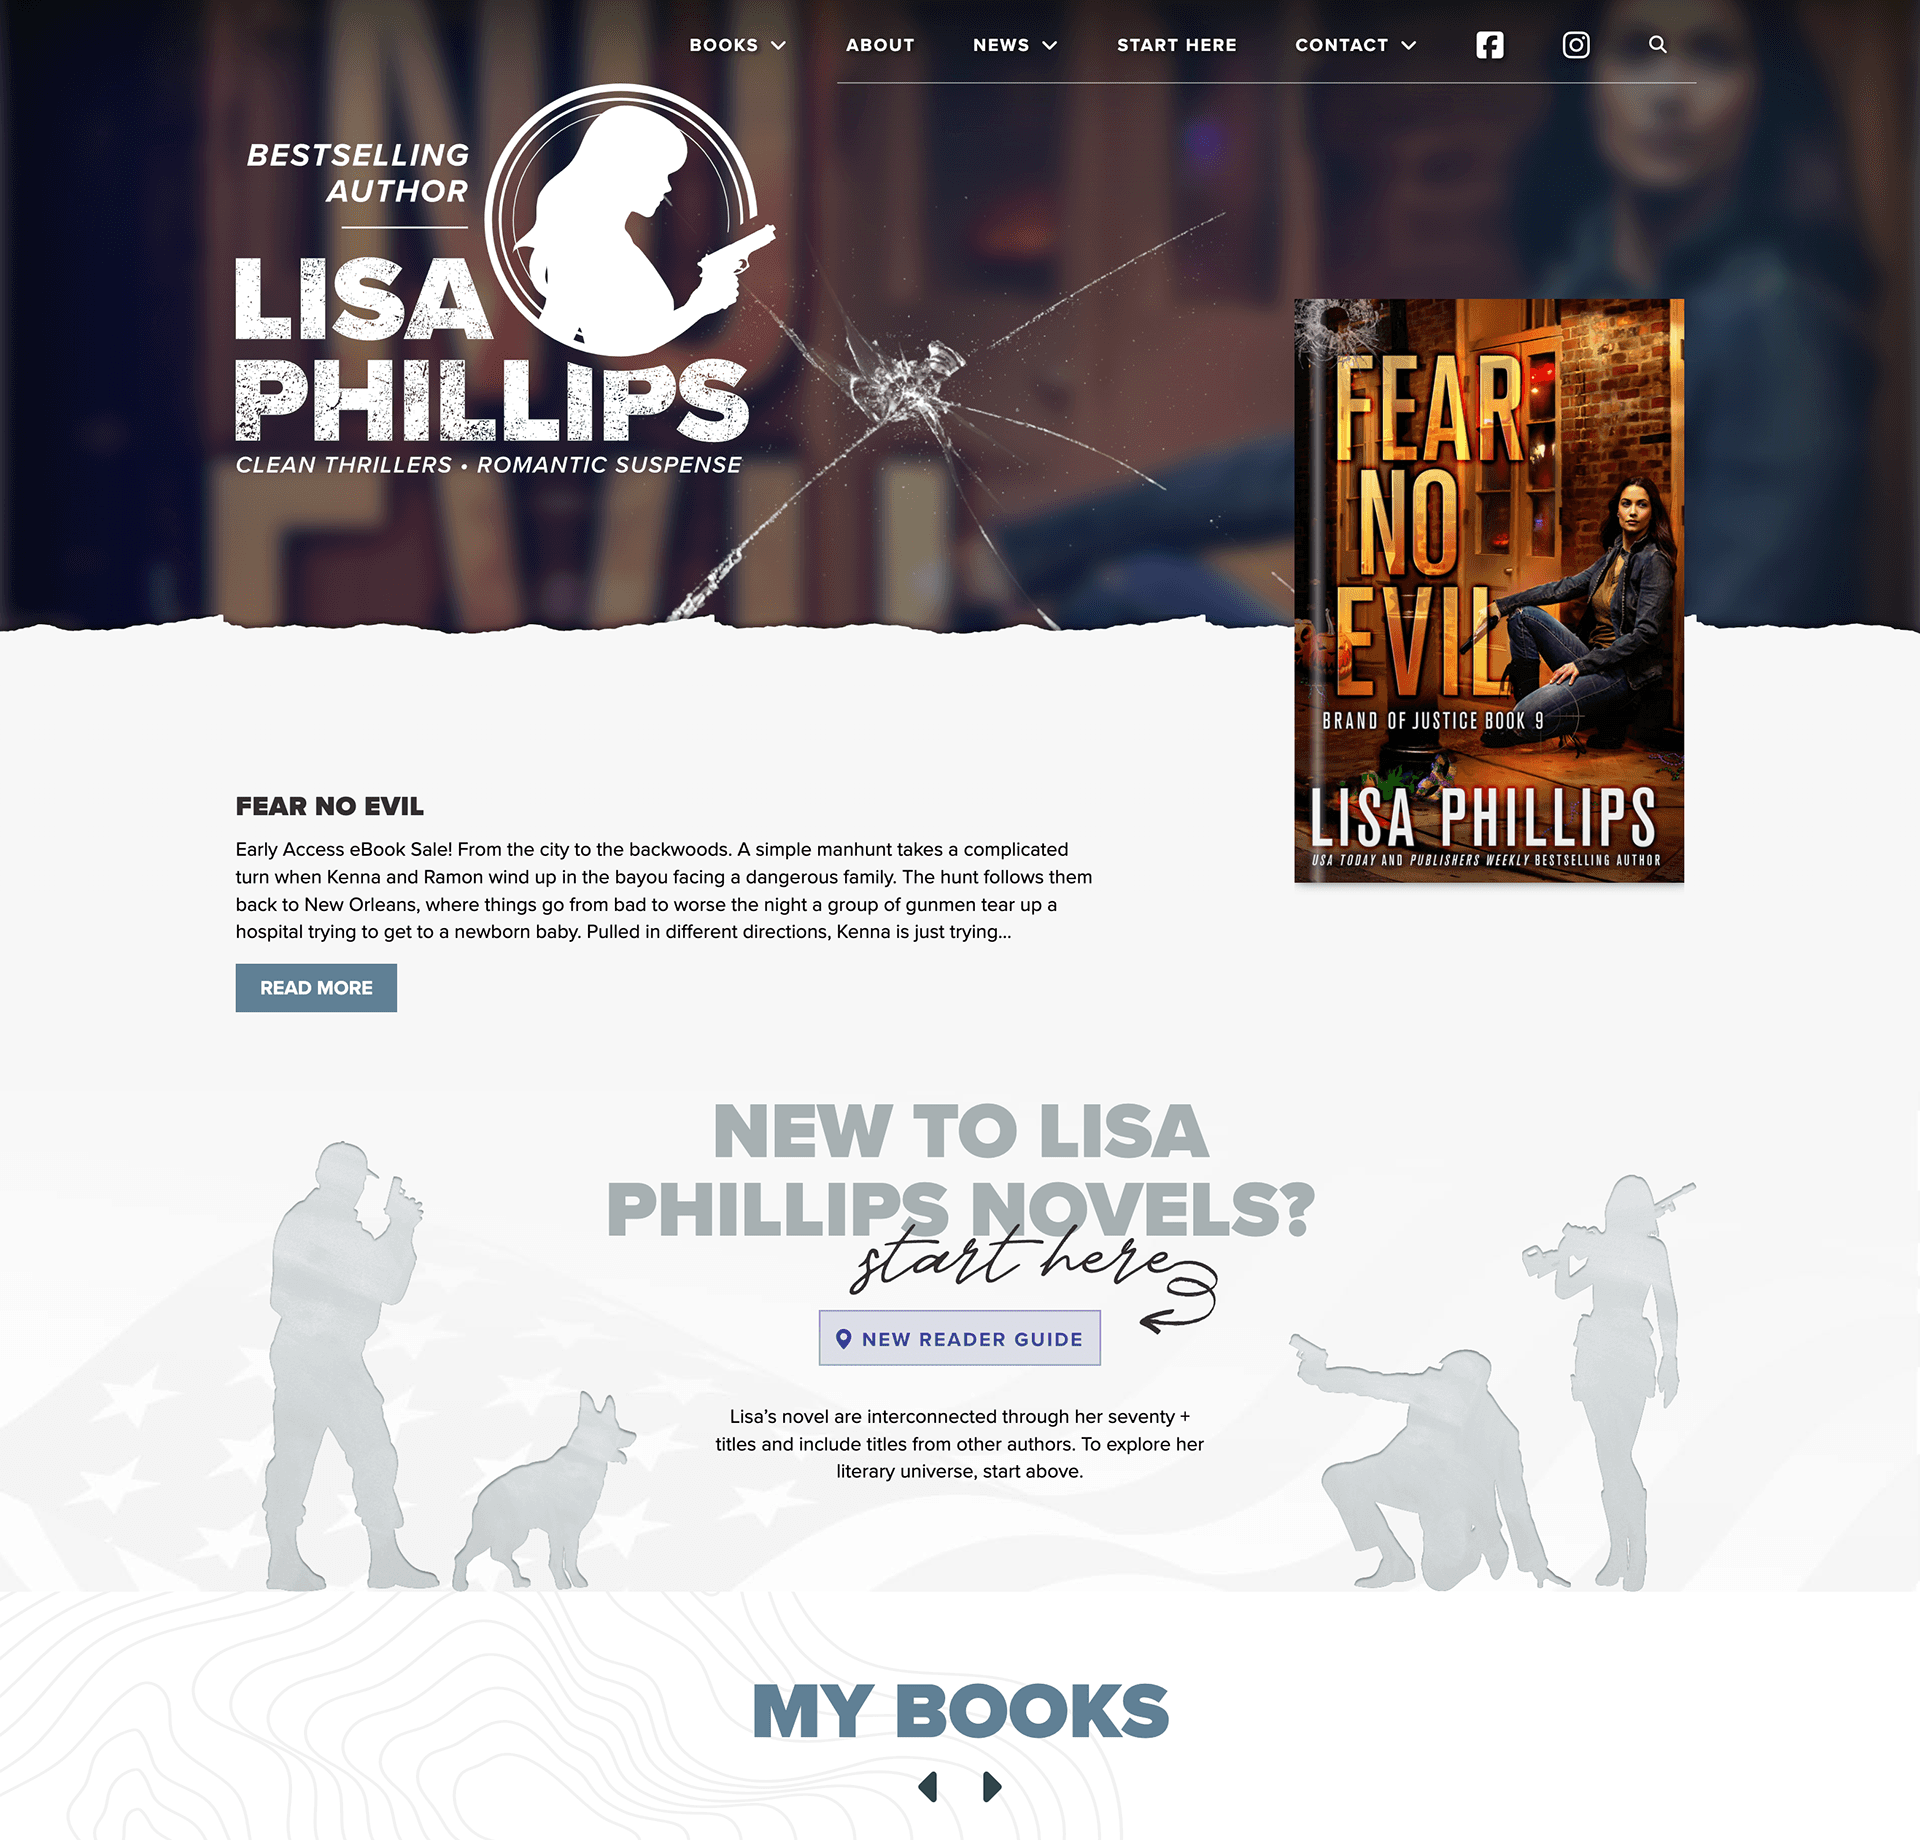 BOOKS ABOUT NEWS START HERE CONTACT
BESTSELLING
AUTHOR
LISA
PHILLIPS
CLEAN THRILLERS • ROMANTIC SUSPENSE
FEAR
NO
EVIL
BRAND OF JUSTICE BOOK 9
LISA PHILLIPS
USA TODAY AND PUBLISHERS WEEKLY BESTSELLING AUTHOR
FEAR NO EVIL
Early Access eBook Sale! From the city to the backwoods. A simple manhunt takes a complicated
turn when Kenna and Ramon wind up in the bayou facing a dangerous family. The hunt follows them
back to New Orleans, where things go from bad to worse the night a group of gunmen tear up a
hospital trying to get to a newborn baby. Pulled in different directions, Kenna is just trying...
READ MORE
NEW TO LISA
PHILLIPS NOVELS?
start here
NEW READER GUIDE
Lisa’s novel are interconnected through her seventy +
titles and include titles from other authors. To explore her
literary universe, start above.
MY BOOKS